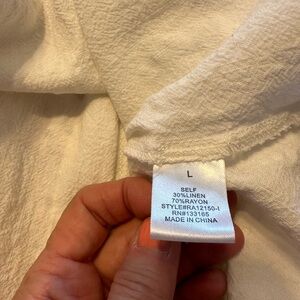 L
SELF
30%LINEN
70%RAYON
STYLE#RA12150-I
RN#133165
MADE IN CHINA